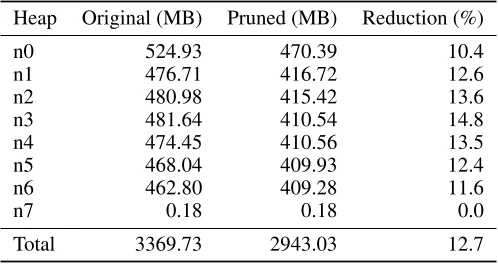 Heap Original (MB) Pruned (MB) Reduction (%)
n0 524.93 470.39 10.4
n1 476.71 416.72 12.6
n2 480.98 415.42 13.6
n3 481.64 410.54 14.8
n4 474.45 410.56 13.5
n5 468.04 409.93 12.4
n6 462.80 409.28 11.6
n7 0.18 0.18 0.0
Total 3369.73 2943.03 12.7